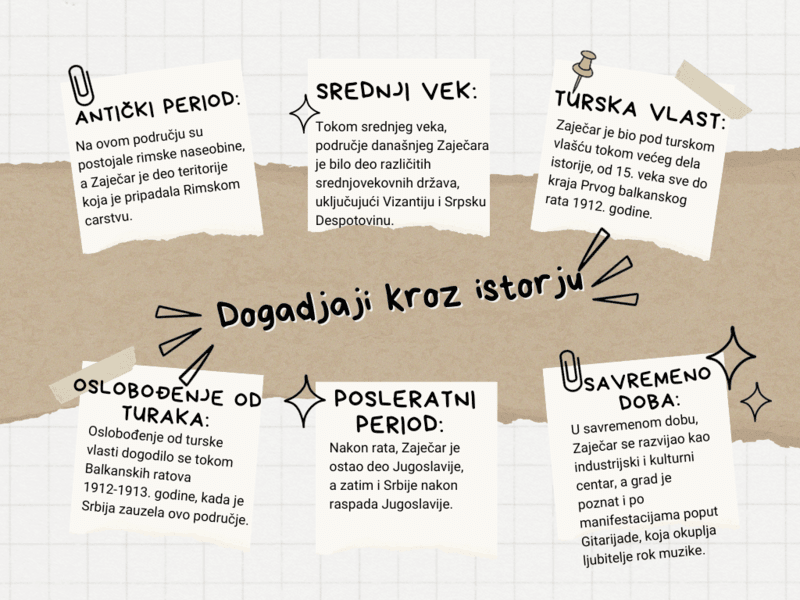 ANTIČKI PERIOD:
Na ovom području su
postojale rimske naseobine,
a Zaječar je deo teritorije
koja je pripadala Rimskom
carstvu.
SREDNJI VEK:
Tokom srednjeg veka,
područje današnjeg Zaječara
je bilo deo različitih
srednjovekovnih država,
uključujući Vizantiju i Srpsku
Despotovinu.
TURSKA VLAST:
Zaječar je bio pod turskom
vlašću tokom većeg dela
istorije, od 15. veka sve do
kraja Prvog balkanskog
rata 1912. godine.
Dogadjaji kroz istorju
OSLOBOĐENJE OD
TURAKA:
Oslobođenje od turske
vlasti dogodilo se tokom
Balkanskih ratova
1912-1913. godine, kada je
Srbija zauzela ovo područje.
POSLERATNI
PERIOD:
Nakon rata, Zaječar je
ostao deo Jugoslavije,
a zatim i Srbije nakon
raspada Jugoslavije.
SAVREMENO
DOBA:
U savremenom dobu,
Zaječar se razvijao kao
industrijski i kulturni
centar, a grad je
poznat i po
manifestacijama poput
Gitarijade, koja okuplja
ljubitelje rok muzike.